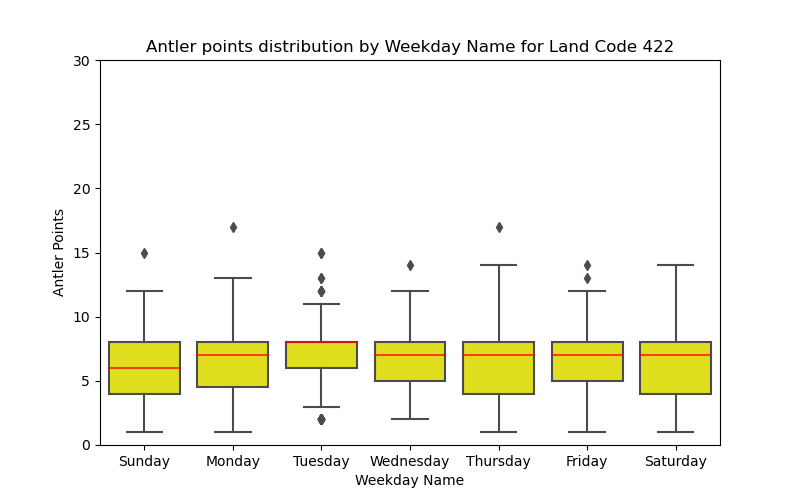 Antler points distribution by Weekday Name for Land Code 422
30
25
20
15
10
5
0
Antler Points
Sunday Monday Tuesday Wednesday Thursday Friday Saturday
Weekday Name